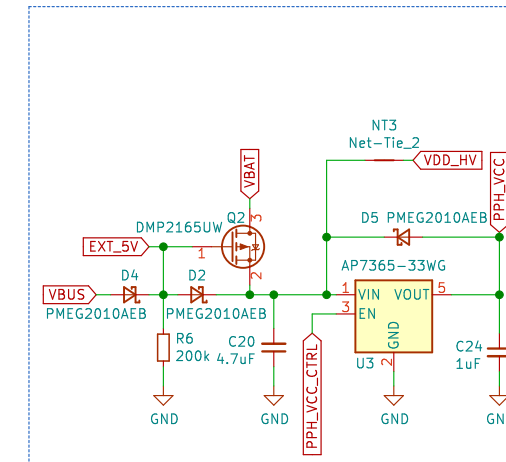 NT3
Net-Tie_2
VDD_HV
PPH_VCC
VBAT
3
Q2
DMP2165UW
D5 PMEG2010AEB
EXT_5V
1
AP7365-33WG
D4
D2
2
VBUS
1 VIN VOUT 5
PMEG2010AEB
PMEG2010AEB
3 EN
GND
R6
200k
C20
4.7uF
U3
2
C24
1uF
PPH_VCC_CTRL
GND
GND
GND
GN